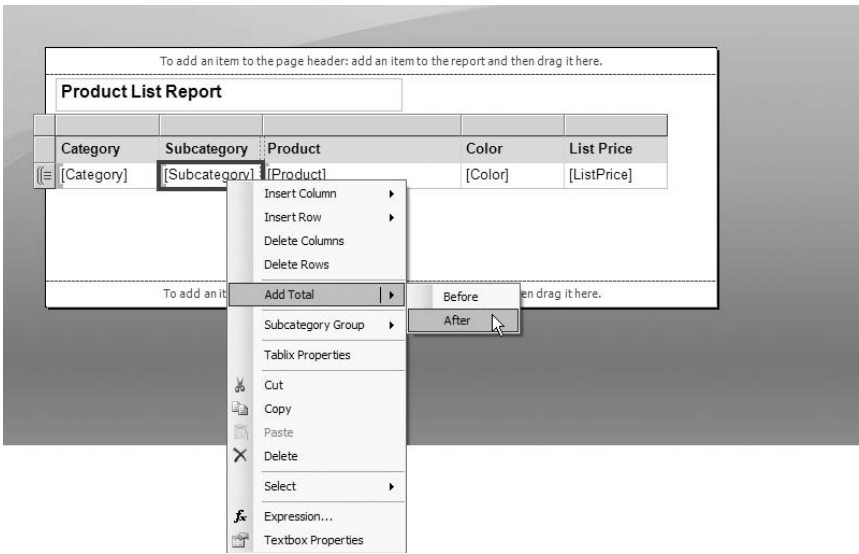 To add an item to the page header: add an item to the report and then drag it here.
Product List Report
Category Subcategory Product Color List Price
[Category] [Subcategory] [Product] [Color] [ListPrice]
Insert Column
Insert Row
Delete Columns
Delete Rows
To add an it
en drag it here.
Add Total
Before
After
Subcategory Group
Tablix Properties
Cut
Copy
Paste
Delete
Select
fx Expression...
Textbox Properties